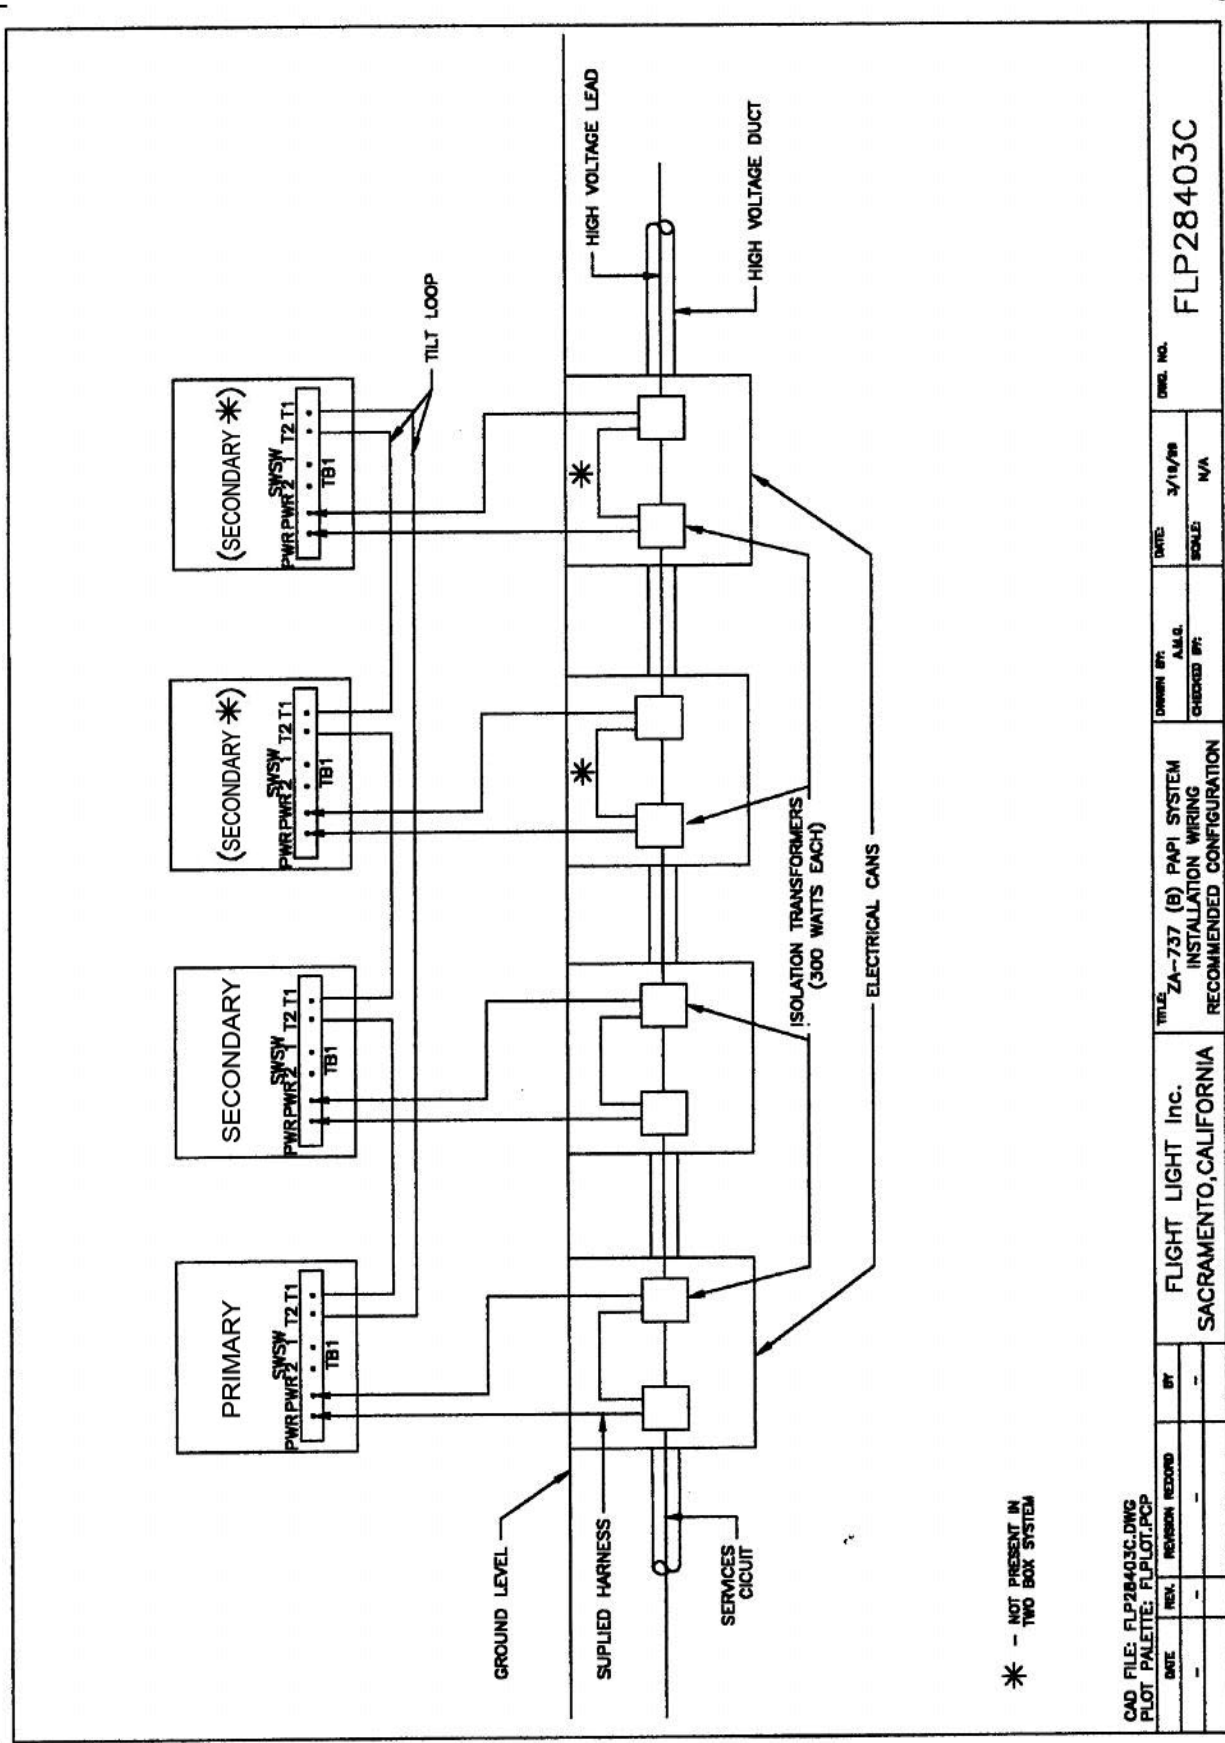 PRIMARY
SECONDARY
(SECONDARY *)
(SECONDARY *)
SWSW
PWR PWR 2 1 T2 T1
TB1
SWSW
PWR PWR 2 1 T2 T1
TB1
SWSW
PWR PWR 2 1 T2 T1
TB1
SWSW
PWR PWR 2 1 T2 T1
TB1
TILT LOOP
GROUND LEVEL
HIGH VOLTAGE LEAD
*
*
SUPLIED HARNESS
SERVICES
CICUIT
HIGH VOLTAGE DUCT
ISOLATION TRANSFORMERS
(300 WATTS EACH)
ELECTRICAL CANS
* - NOT PRESENT IN
TWO BOX SYSTEM
CAD FILE: FLP28403C.DWG
PLOT PALETTE: FLPLOT.PCP
DATE REV. REVISION RECORD BY
- - - -
FLIGHT LIGHT Inc.
SACRAMENTO,CALIFORNIA
TITLE: ZA-737 (B) PAPI SYSTEM
INSTALLATION WIRING
RECOMMENDED CONFIGURATION
DRAWN BY: A.M.G.
CHECKED BY:
DATE:
SCALE: N/A
DWG. NO.
FLP28403C